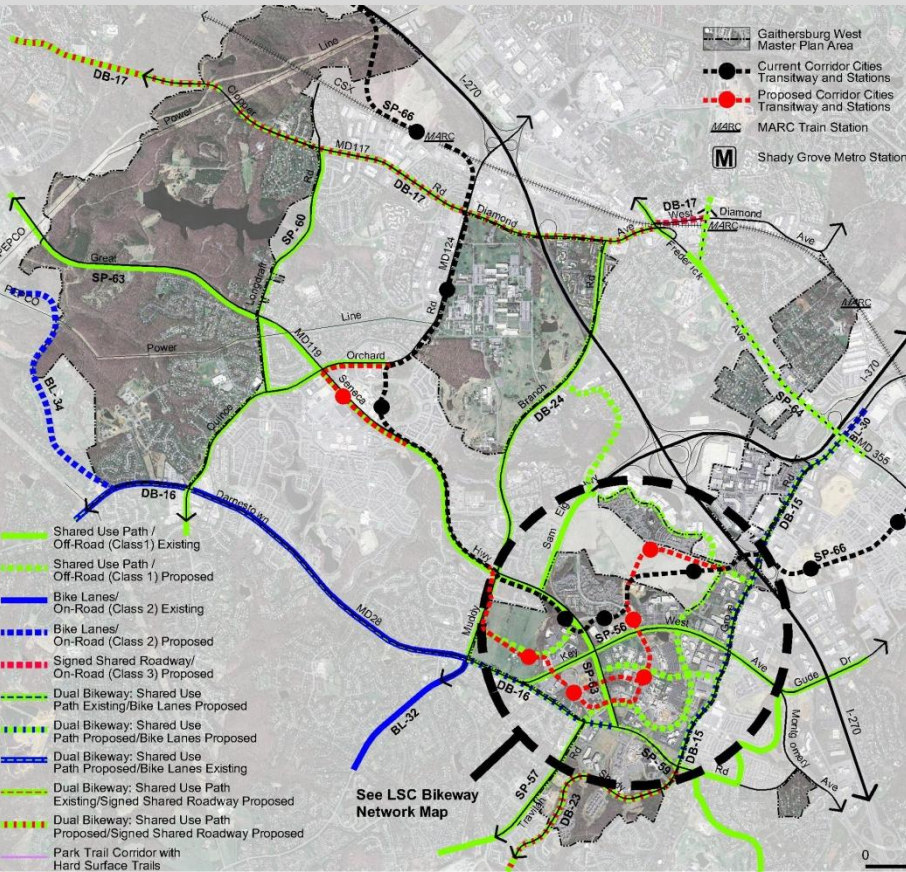 Gaithersburg West
Master Plan Area
Current Corridor Cities
Transitway and Stations
Proposed Corridor Cities
Transitway and Stations
MARC
MARC Train Station
M
Shady Grove Metro Station
Line
CSX
I-270
SP-66
MARC
DB-17
Power
Clopper
MD117
Rd
DB-17
Rd
Diamond
Ave
DB-17
West
Diamond
MARC
Ave
SP-60
Longdraft
MD124
Rd
Rd
Frederick
Ave
MARC
PEPCO
Great
SP-63
PEPCO
Line
Power
MD119
Orchard
Seneca
I-370
BL-34
Quince
Branch
DB-24
SP-64
BL-30
MD 355
DB-16
Darnestown
MD28
Sam
Eig
Rd
DB-15
SP-66
Hwy
Muddy
SP-56
West
Key
SP-63
Ave
Gude
Dr
DB-16
BL-32
DB-15
I-270
Montgomery
Ave
SP-59
Rd
SP-57
Rd
Travilah
DB-23
See LSC Bikeway
Network Map
0
Shared Use Path /
Off-Road (Class1) Existing
Shared Use Path /
Off-Road (Class 1) Proposed
Bike Lanes/
On-Road (Class 2) Existing
Bike Lanes/
On-Road (Class 2) Proposed
Signed Shared Roadway/
On-Road (Class 3) Proposed
Dual Bikeway: Shared Use
Path Existing/Bike Lanes Proposed
Dual Bikeway: Shared Use
Path Proposed/Bike Lanes Proposed
Dual Bikeway: Shared Use
Path Proposed/Bike Lanes Existing
Dual Bikeway: Shared Use Path
Existing/Signed Shared Roadway Proposed
Dual Bikeway: Shared Use Path
Proposed/Signed Shared Roadway Proposed
Park Trail Corridor with
Hard Surface Trails